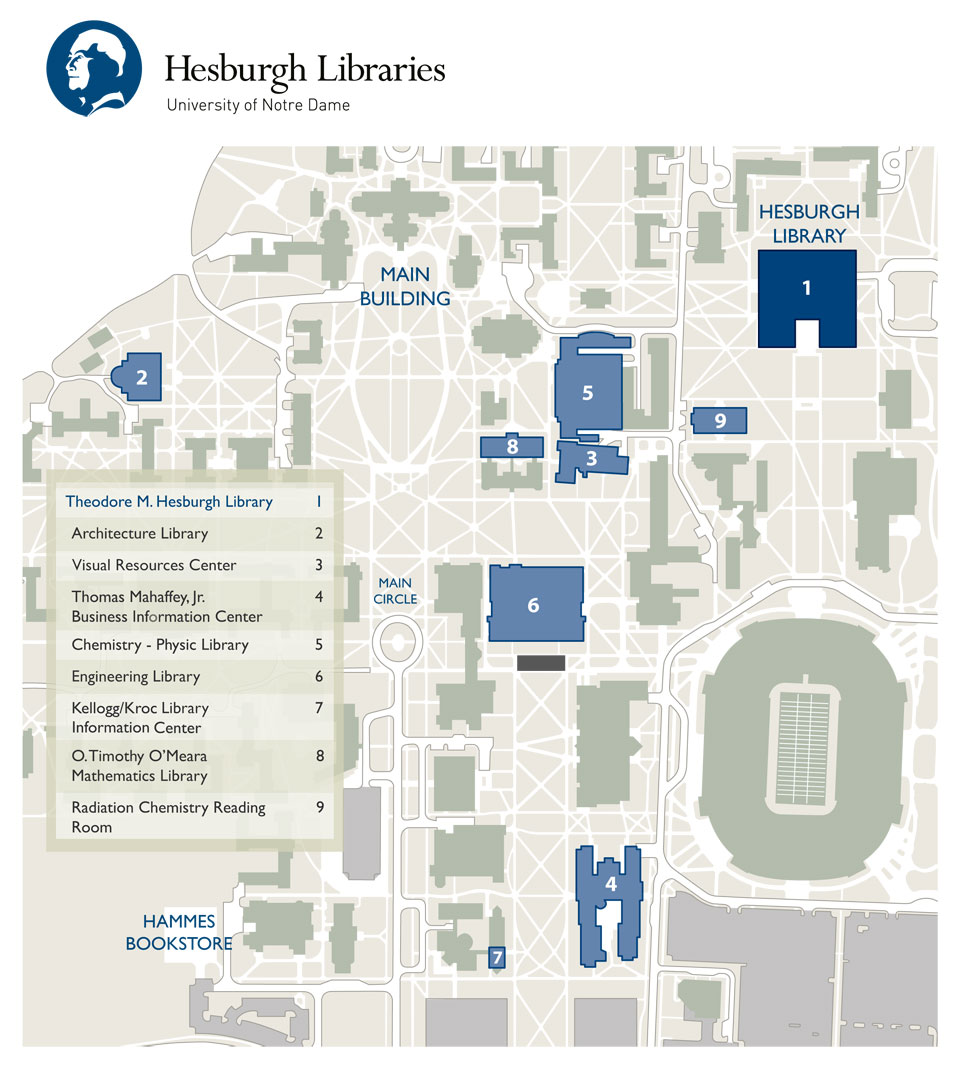 Hesburgh Libraries
University of Notre Dame
HESBURGH
LIBRARY
1
MAIN
BUILDING
2
5
9
8
3
Theodore M. Hesburgh Library 1
Architecture Library 2
Visual Resources Center 3
Thomas Mahaffey, Jr. 4
Business Information Center
Chemistry - Physic Library 5
Engineering Library 6
Kellogg/Kroc Library 7
Information Center
O. Timothy O'Meara 8
Mathematics Library
Radiation Chemistry Reading 9
Room
MAIN
CIRCLE
6
4
HAMMES
BOOKSTORE
7